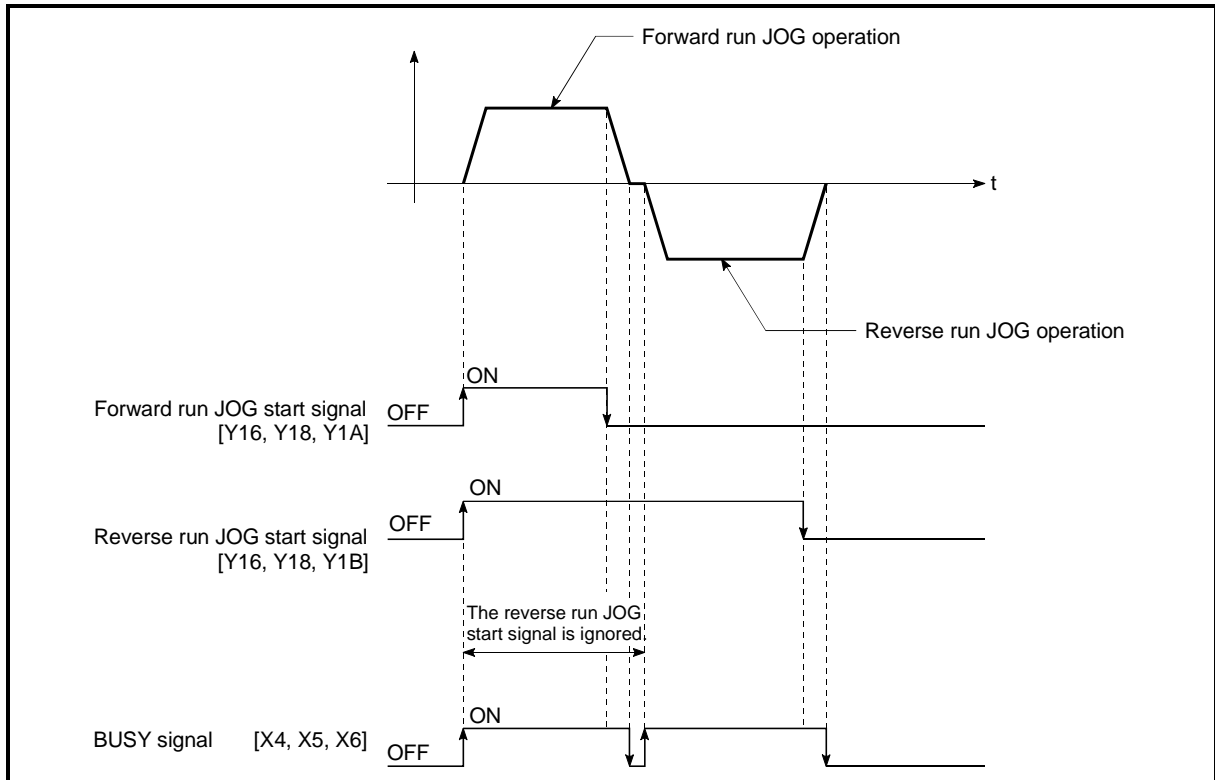 Forward run JOG operation
t
Reverse run JOG operation
ON
Forward run JOG start signal OFF
[Y16, Y18, Y1A]
ON
Reverse run JOG start signal OFF
[Y16, Y18, Y1B]
The reverse run JOG
start signal is ignored.
ON
BUSY signal [X4, X5, X6] OFF